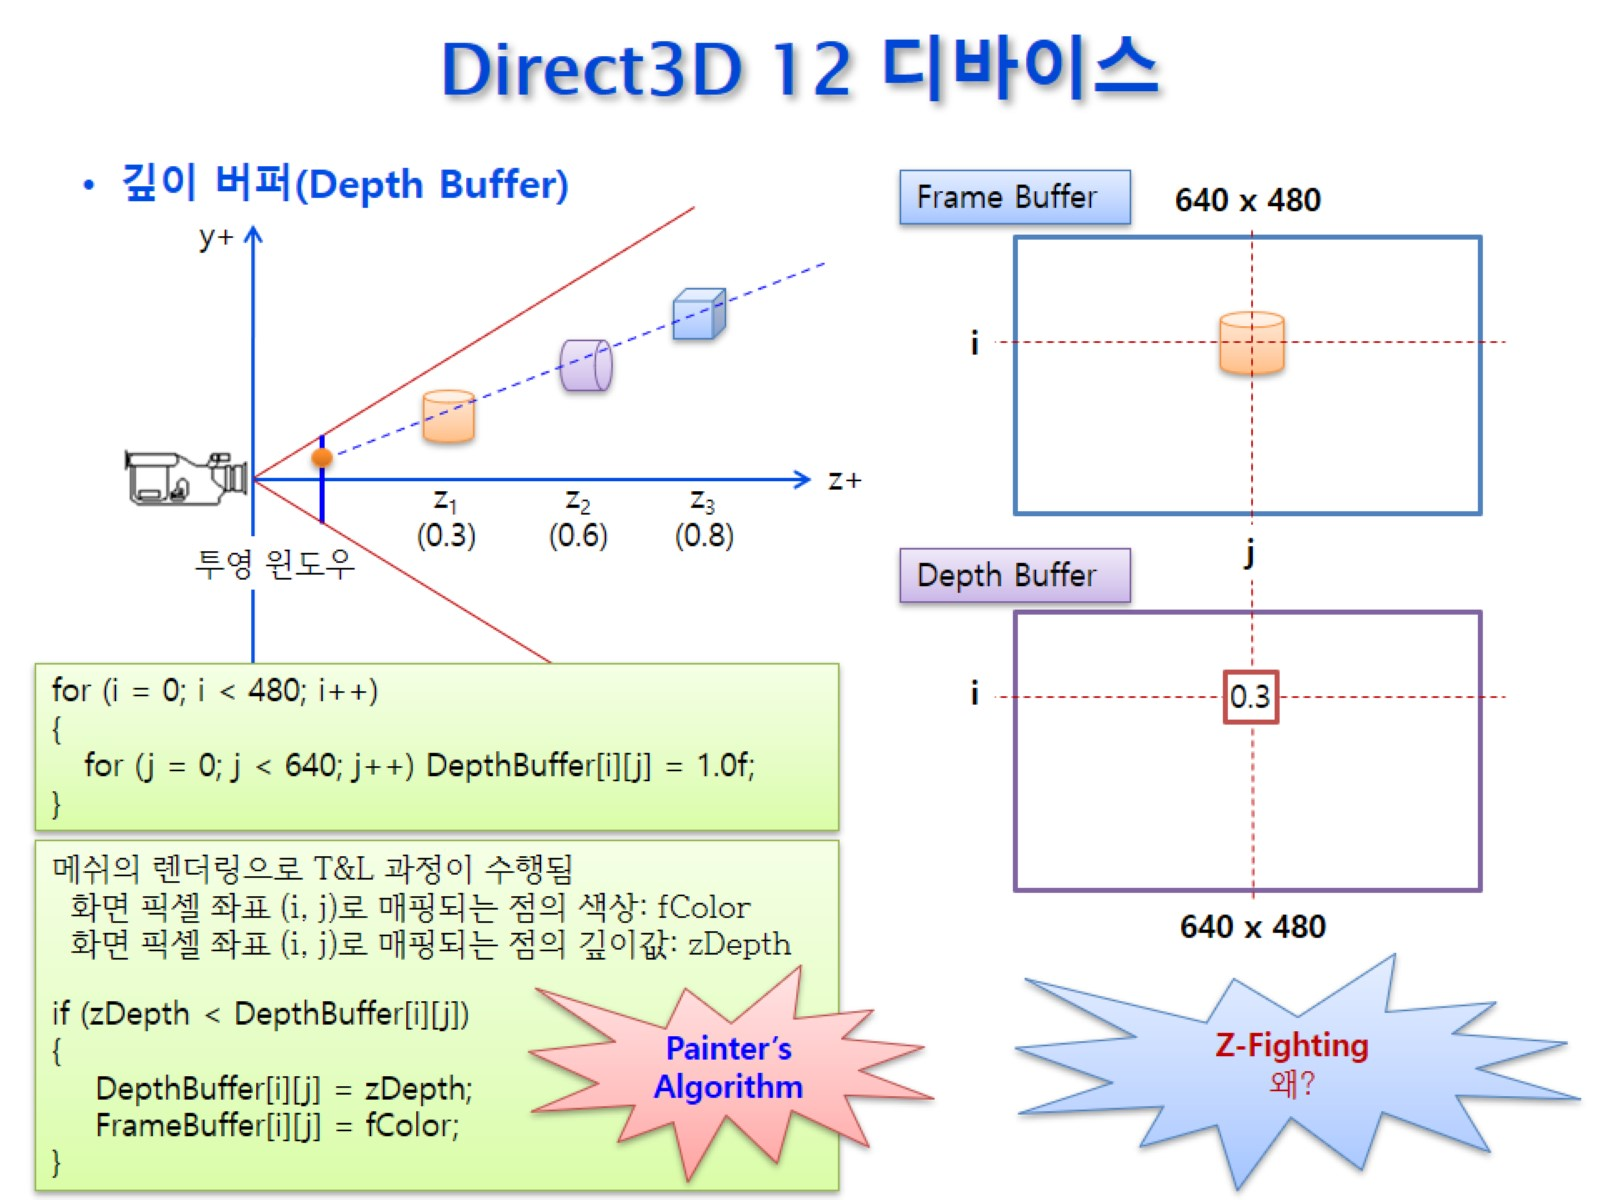 Direct3D 12 디바이스
• 깊이 버퍼(Depth Buffer)
y+
z+
z1
(0.3)
z2
(0.6)
z3
(0.8)
투영 윈도우
Frame Buffer
640 x 480
i
j
Depth Buffer
i
0.3
640 x 480
for (i = 0; i < 480; i++)
{
for (j = 0; j < 640; j++) DepthBuffer[i][j] = 1.0f;
}
메쉬의 렌더링으로 T&L 과정이 수행됨
화면 픽셀 좌표 (i, j)로 매핑되는 점의 색상: fColor
화면 픽셀 좌표 (i, j)로 매핑되는 점의 깊이값: zDepth
if (zDepth < DepthBuffer[i][j])
{
DepthBuffer[i][j] = zDepth;
FrameBuffer[i][j] = fColor;
}
Painter's
Algorithm
Z-Fighting
왜?